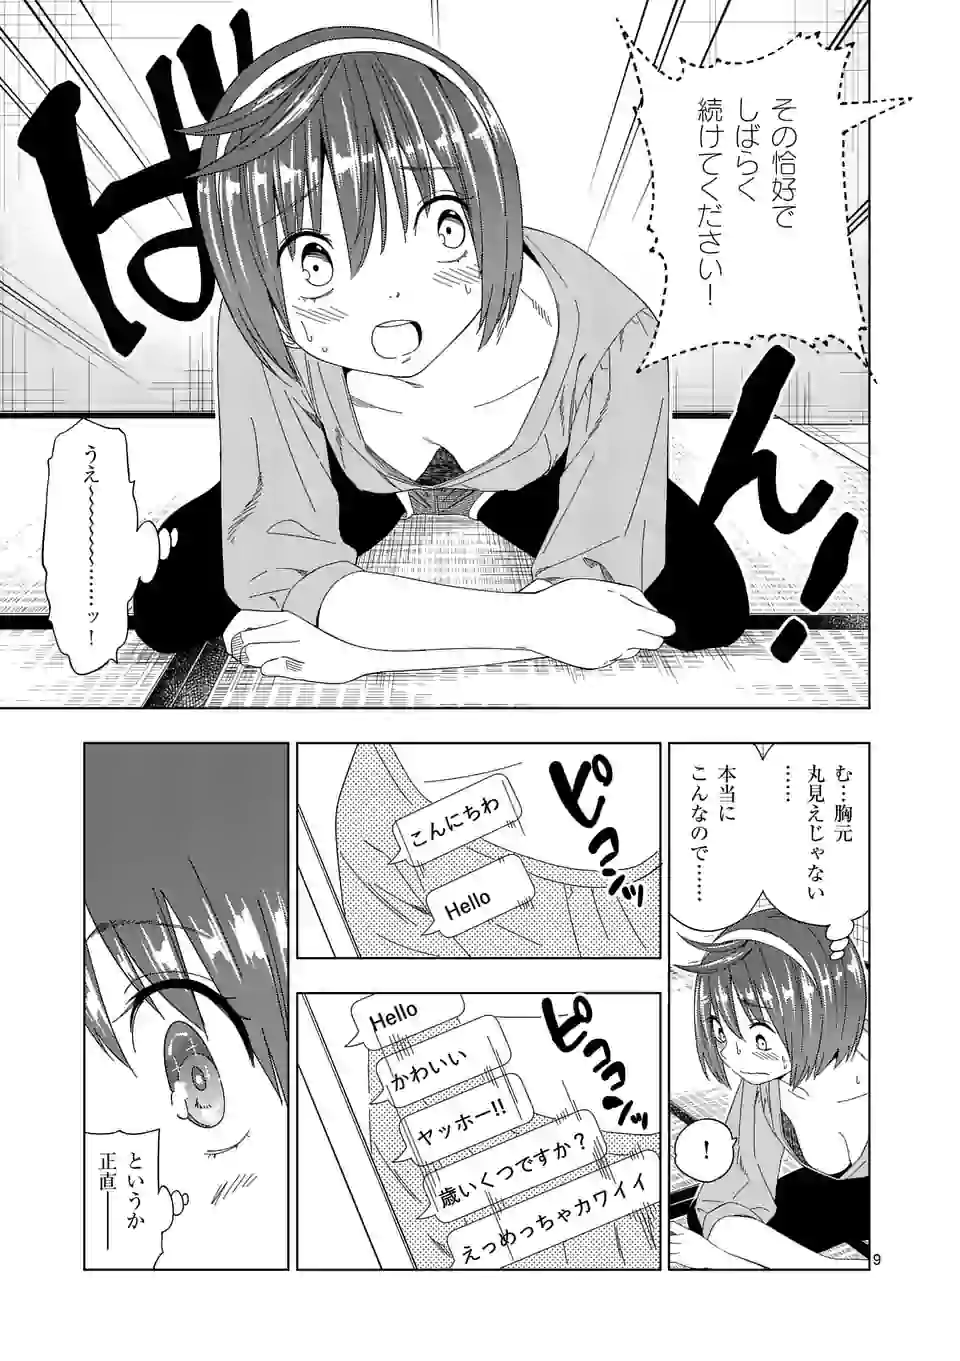 その恰好で
しばらく
続けてください！
ばーん！
うえ～～～～……ッ！
む…胸元
丸見えじゃない
……
本当に
こんなので……
！
ピコンッ
こんにちわ
Hello
ピコココンッ
Hello
かわいい
ヤッホー!!
歳いくつですか？
えっめっちゃカワイイ
というか
正直――
9